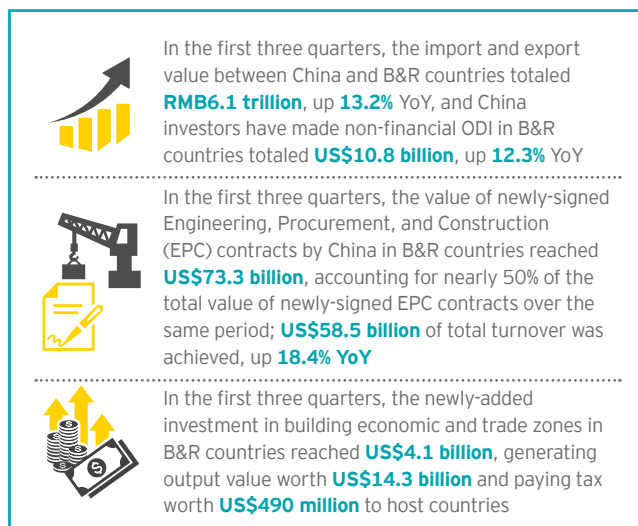 In the first three quarters, the import and export
value between China and B&R countries totaled
RMB6.1 trillion, up 13.2% YoY, and China
investors have made non-financial ODI in B&R
countries totaled US$10.8 billion, up 12.3% YoY
In the first three quarters, the value of newly-signed
Engineering, Procurement, and Construction
(EPC) contracts by China in B&R countries reached
US$73.3 billion, accounting for nearly 50% of the
total value of newly-signed EPC contracts over the
same period; US$58.5 billion of total turnover was
achieved, up 18.4% YoY
In the first three quarters, the newly-added
investment in building economic and trade zones in
B&R countries reached US$4.1 billion, generating
output value worth US$14.3 billion and paying tax
worth US$490 million to host countries